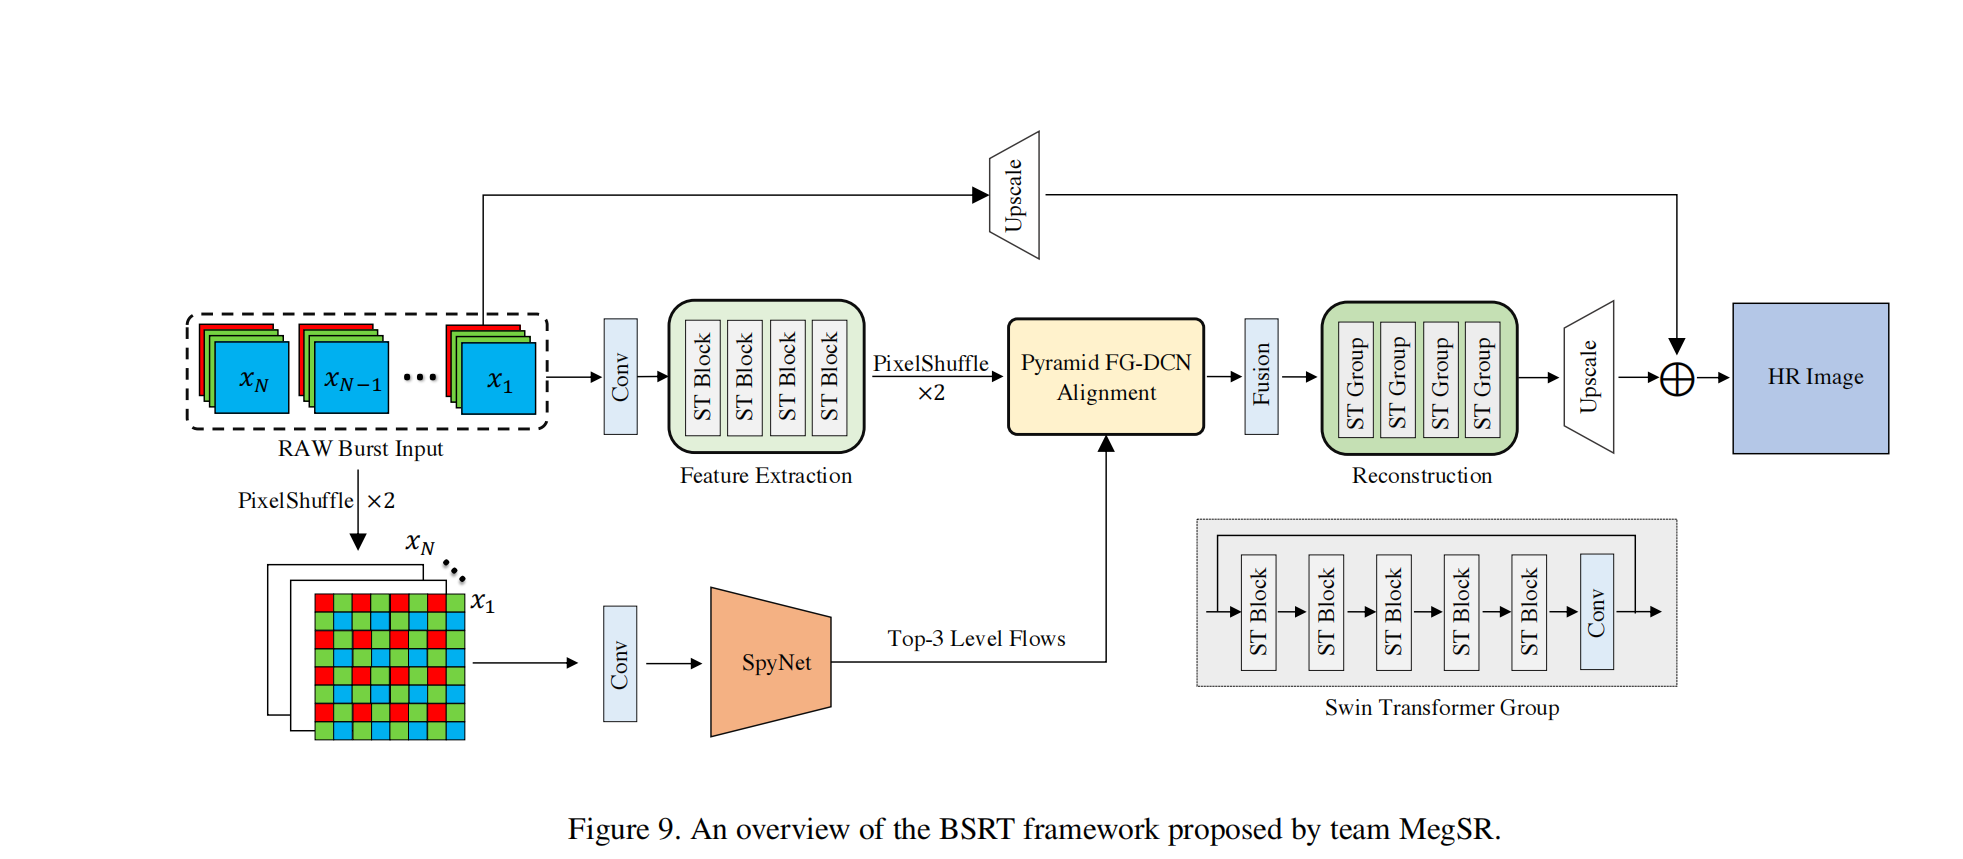 Upscale
x_N
x_{N-1}
x_1
RAW Burst Input
Conv
ST Block
ST Block
ST Block
ST Block
Feature Extraction
PixelShuffle
×2
Pyramid FG-DCN
Alignment
Fusion
ST Group
ST Group
ST Group
ST Group
Reconstruction
Upscale
HR Image
PixelShuffle ×2
x_N
x_1
Conv
SpyNet
Top-3 Level Flows
ST Block
ST Block
ST Block
ST Block
ST Block
Conv
Swin Transformer Group
Figure 9. An overview of the BSRT framework proposed by team MegSR.